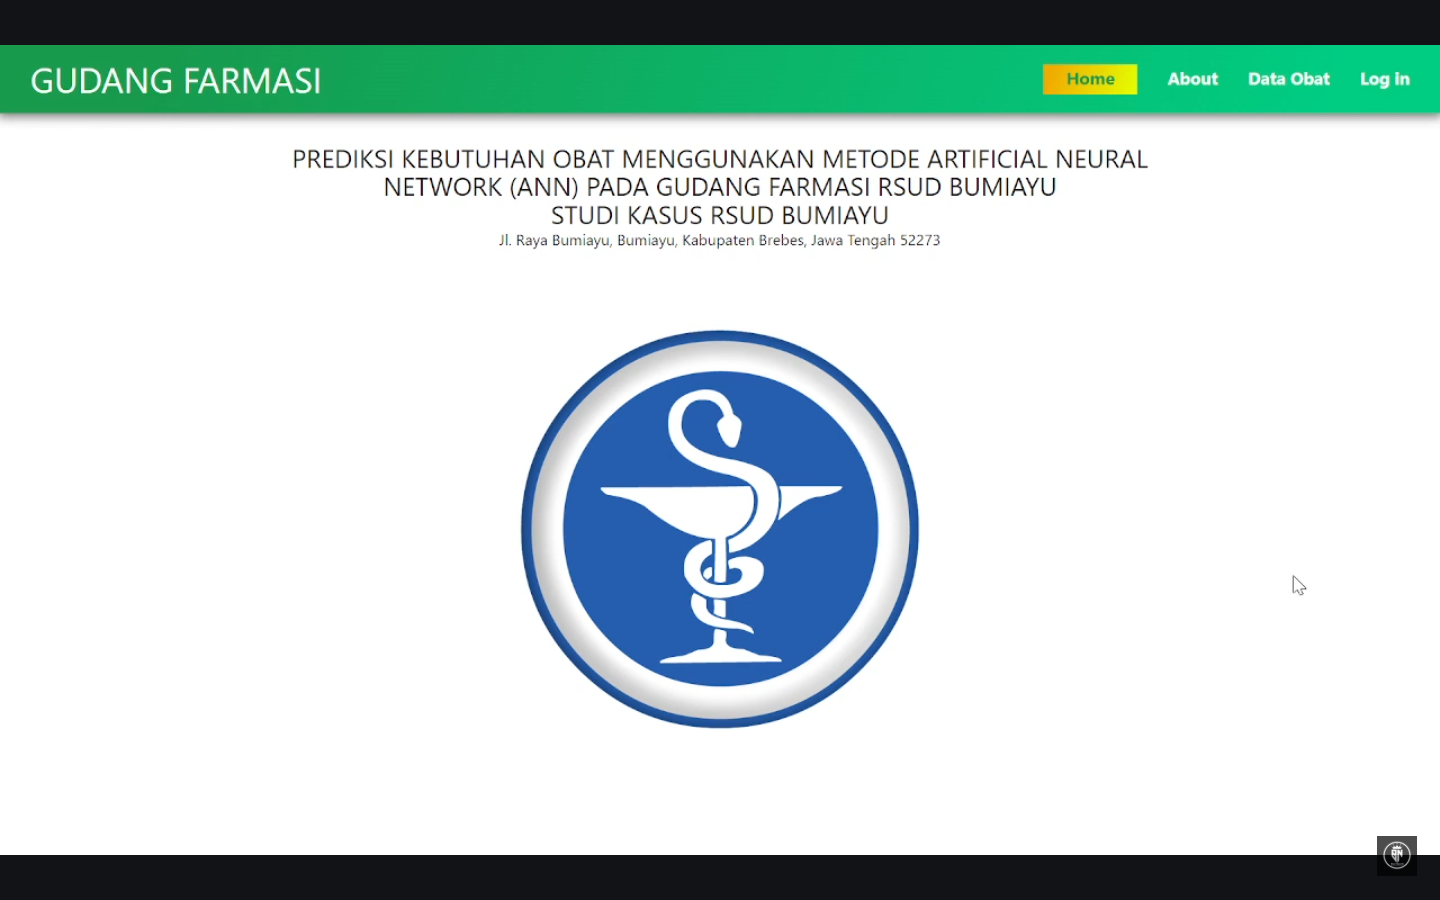 GUDANG FARMASI
Home
About
Data Obat
Log in
PREDIKSI KEBUTUHAN OBAT MENGGUNAKAN METODE ARTIFICIAL NEURAL
NETWORK (ANN) PADA GUDANG FARMASI RSUD BUMIAYU
STUDI KASUS RSUD BUMIAYU
Jl. Raya Bumiayu, Bumiayu, Kabupaten Brebes, Jawa Tengah 52273